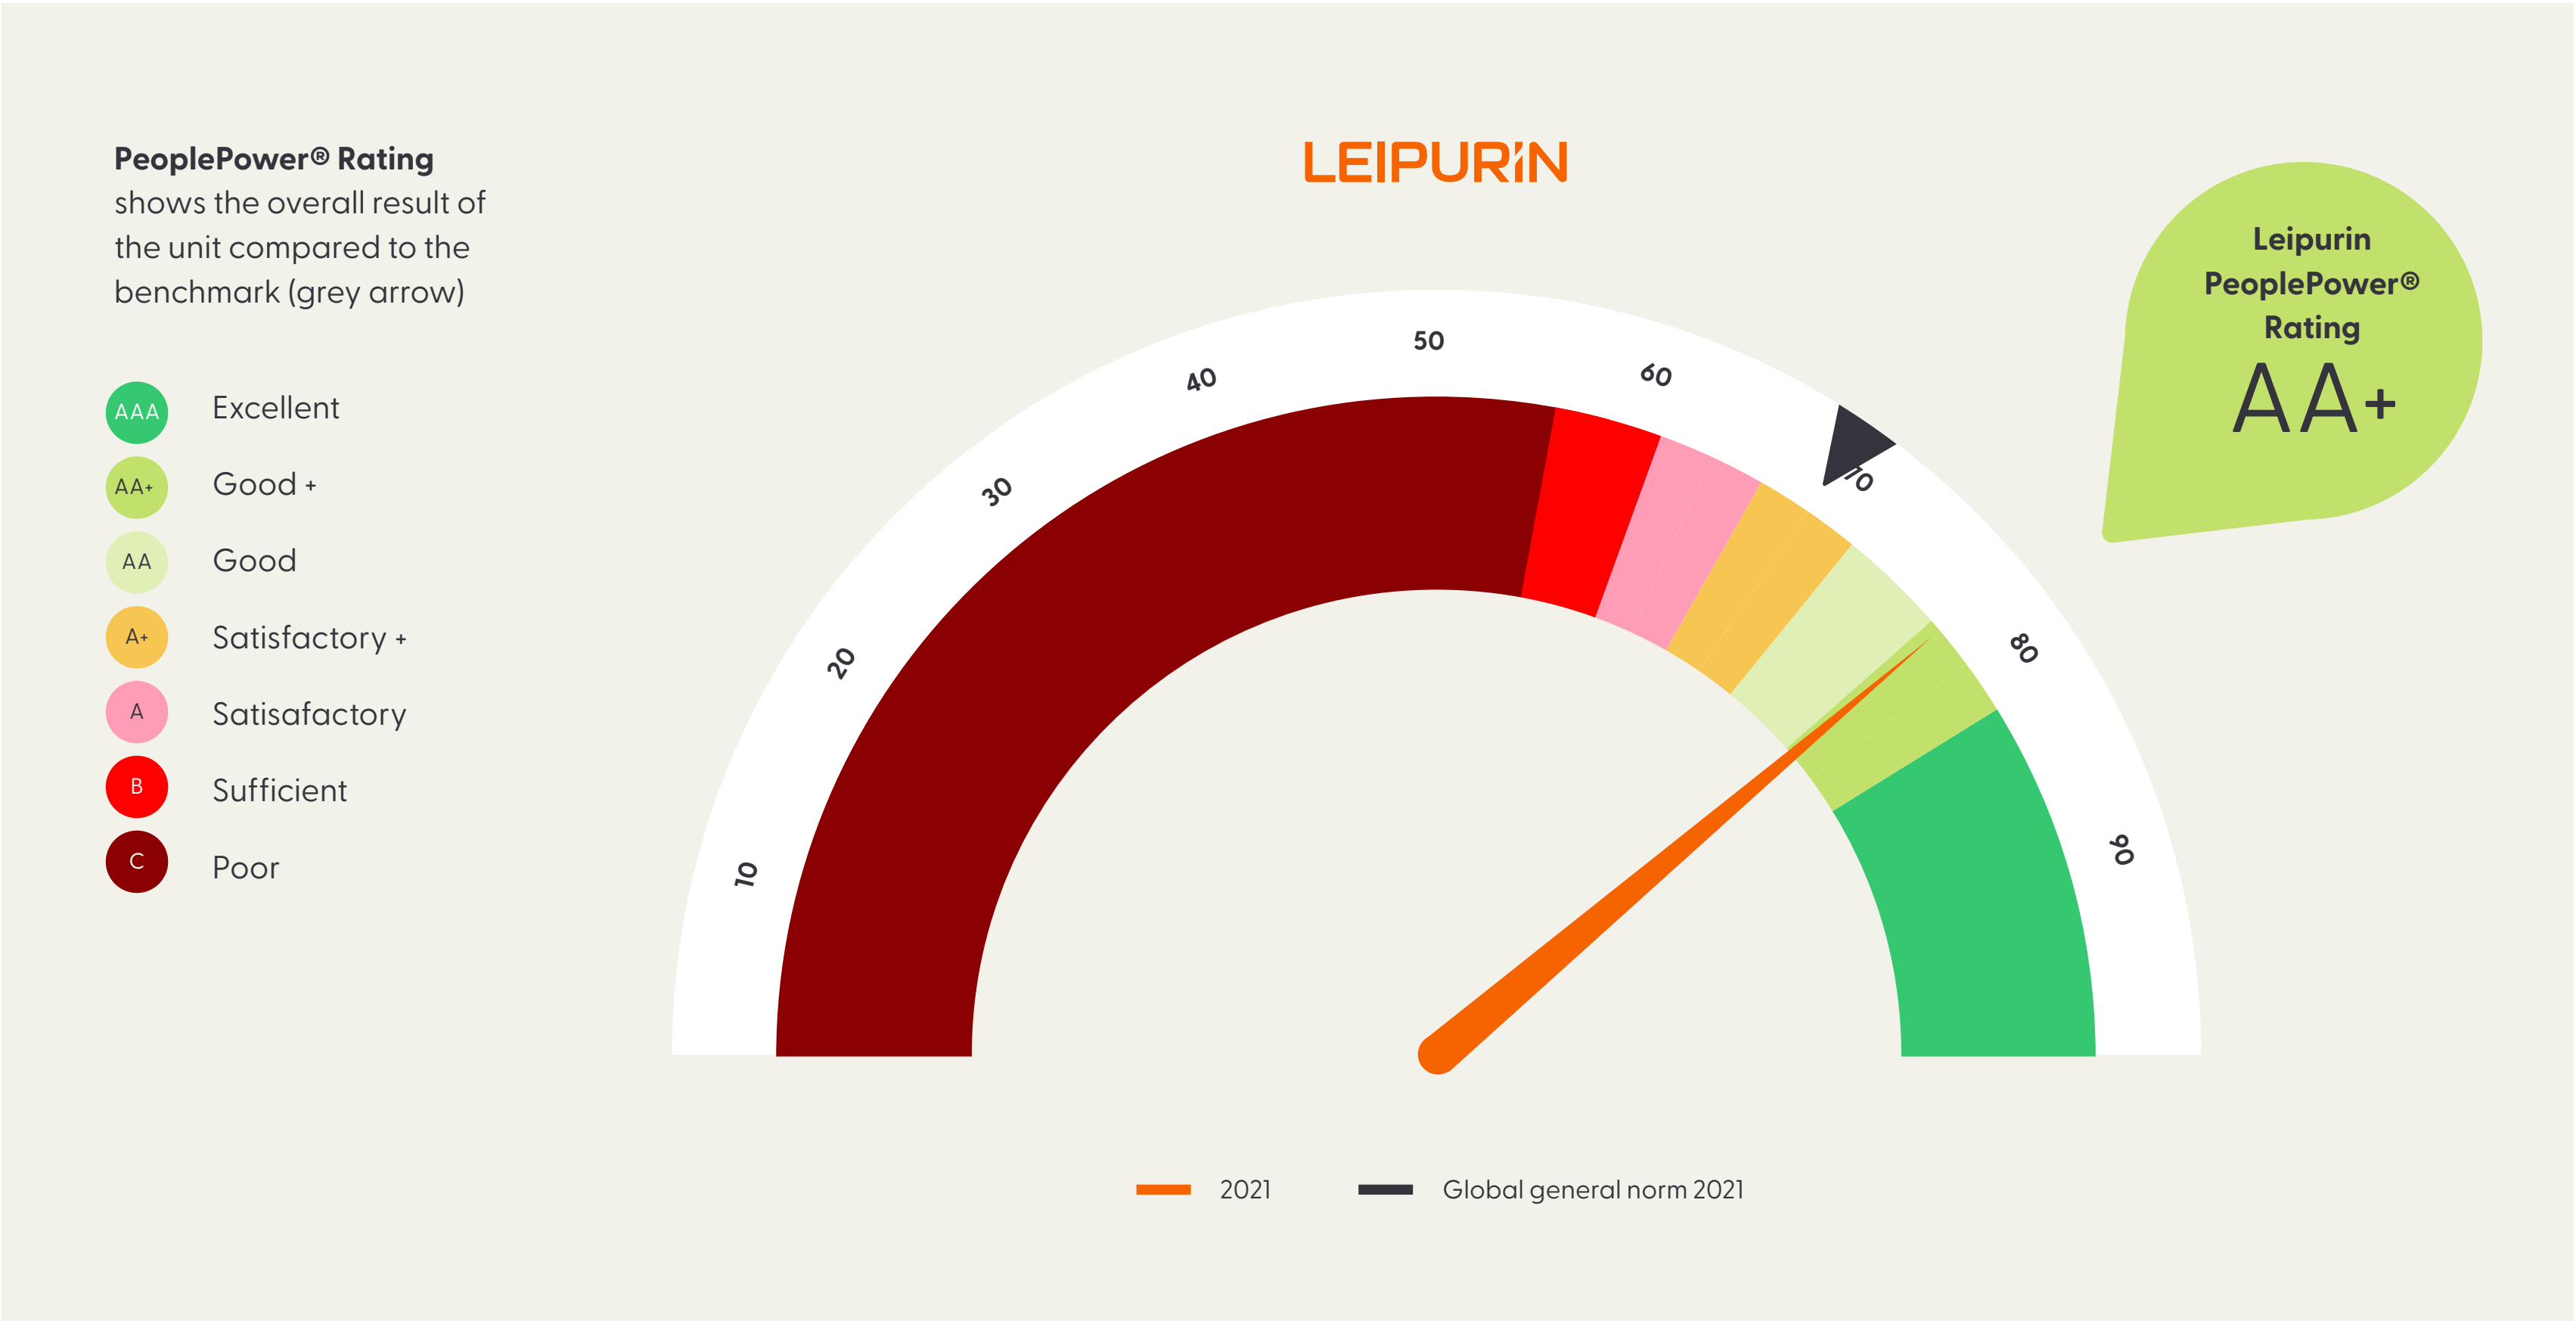 PeoplePower® Rating
shows the overall result of
the unit compared to the
benchmark (grey arrow)
AAA Excellent
AA+ Good +
AA Good
A+ Satisfactory +
A Satisafactory
B Sufficient
C Poor
LEIPURIN
10
20
30
40
50
60
70
80
90
Leipurin
PeoplePower®
Rating
AA+
2021
Global general norm 2021